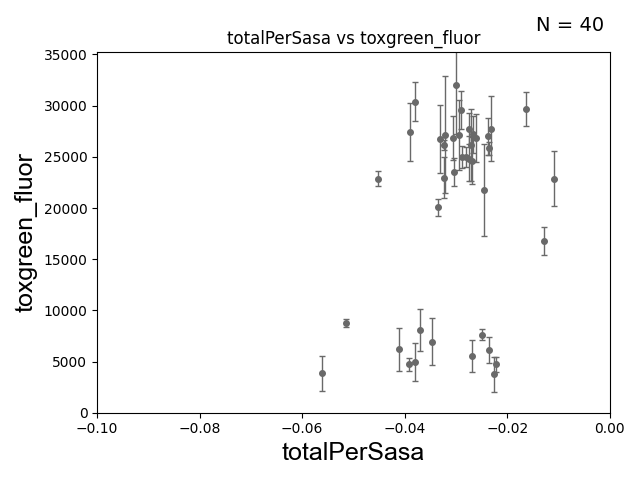 N = 40
totalPerSasa vs toxgreen_fluor
35000
30000
25000
20000
15000
10000
5000
0
toxgreen_fluor
−0.10 −0.08 −0.06 −0.04 −0.02 0.00
totalPerSasa